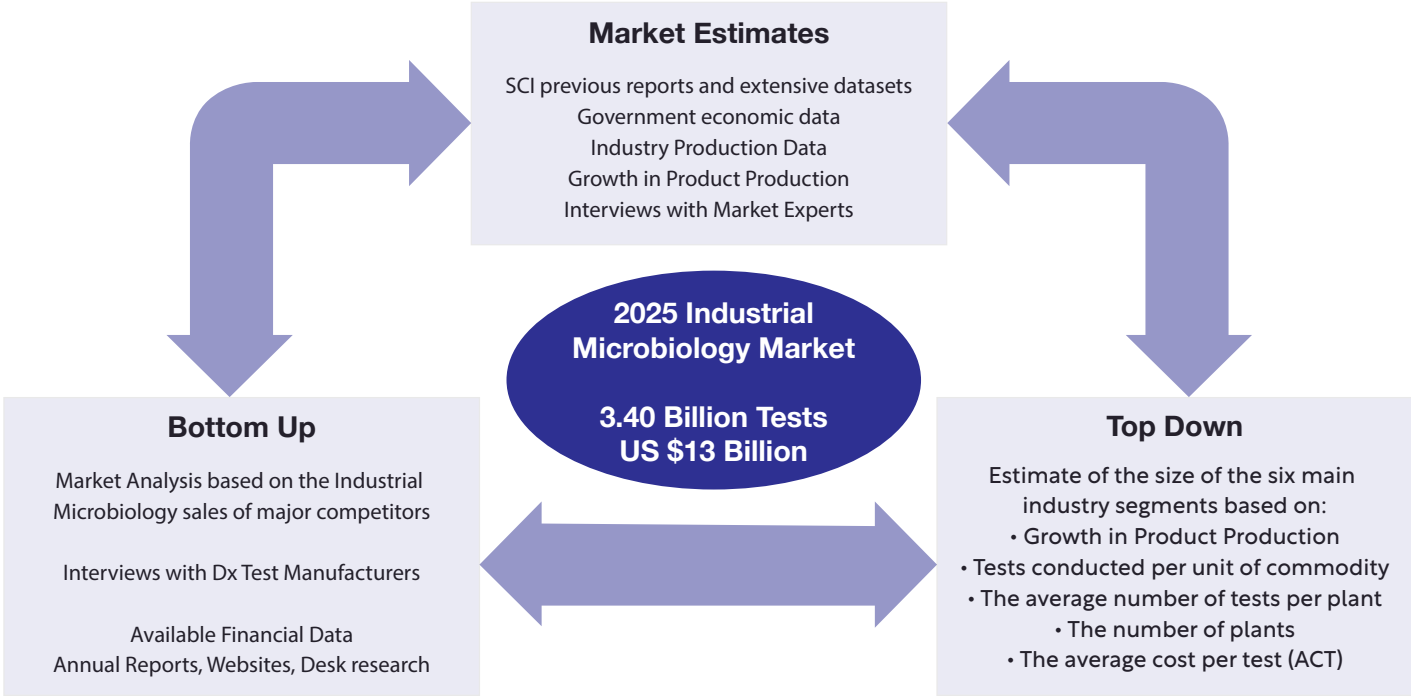 Market Estimates
SCI previous reports and extensive datasets
Government economic data
Industry Production Data
Growth in Product Production
Interviews with Market Experts
2025 Industrial
Microbiology Market
3.40 Billion Tests
US $13 Billion
Bottom Up
Market Analysis based on the Industrial
Microbiology sales of major competitors
Interviews with Dx Test Manufacturers
Available Financial Data
Annual Reports, Websites, Desk research
Top Down
Estimate of the size of the six main
industry segments based on:
• Growth in Product Production
• Tests conducted per unit of commodity
• The average number of tests per plant
• The number of plants
• The average cost per test (ACT)